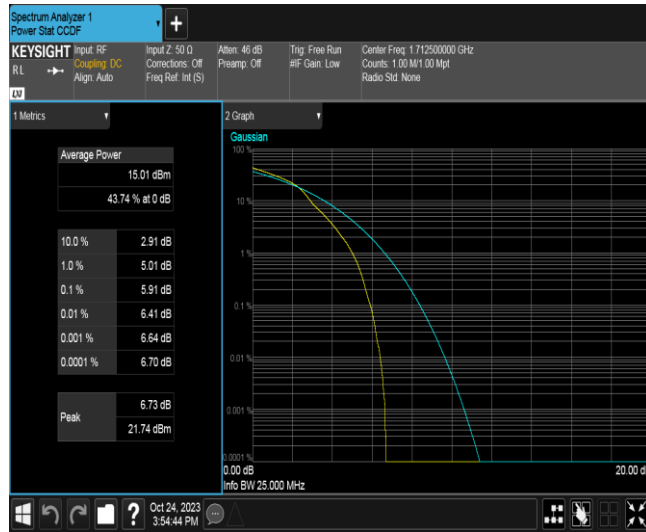 Spectrum Analyzer 1
Power Stat CCDF
+
KEYSIGHT
RL
LXI
Input: RF
Coupling: DC
Align: Auto
Input Z: 50 Ω
Corrections: Off
Freq Ref: Int (S)
Atten: 46 dB
Preamp: Off
Trig: Free Run
#IF Gain: Low
Center Freq: 1.712500000 GHz
Counts: 1.00 M/1.00 Mpt
Radio Std: None
1 Metrics
Average Power
15.01 dBm
43.74 % at 0 dB
10.0 % 2.91 dB
1.0 % 5.01 dB
0.1 % 5.91 dB
0.01 % 6.41 dB
0.001 % 6.64 dB
0.0001 % 6.70 dB
Peak
6.73 dB
21.74 dBm
2 Graph
Gaussian
100 %
10 %
1 %
0.1 %
0.01 %
0.001 %
0.0001 %
0.00 dB
20.00 d
Info BW 25.000 MHz
?
Oct 24, 2023
3:54:44 PM